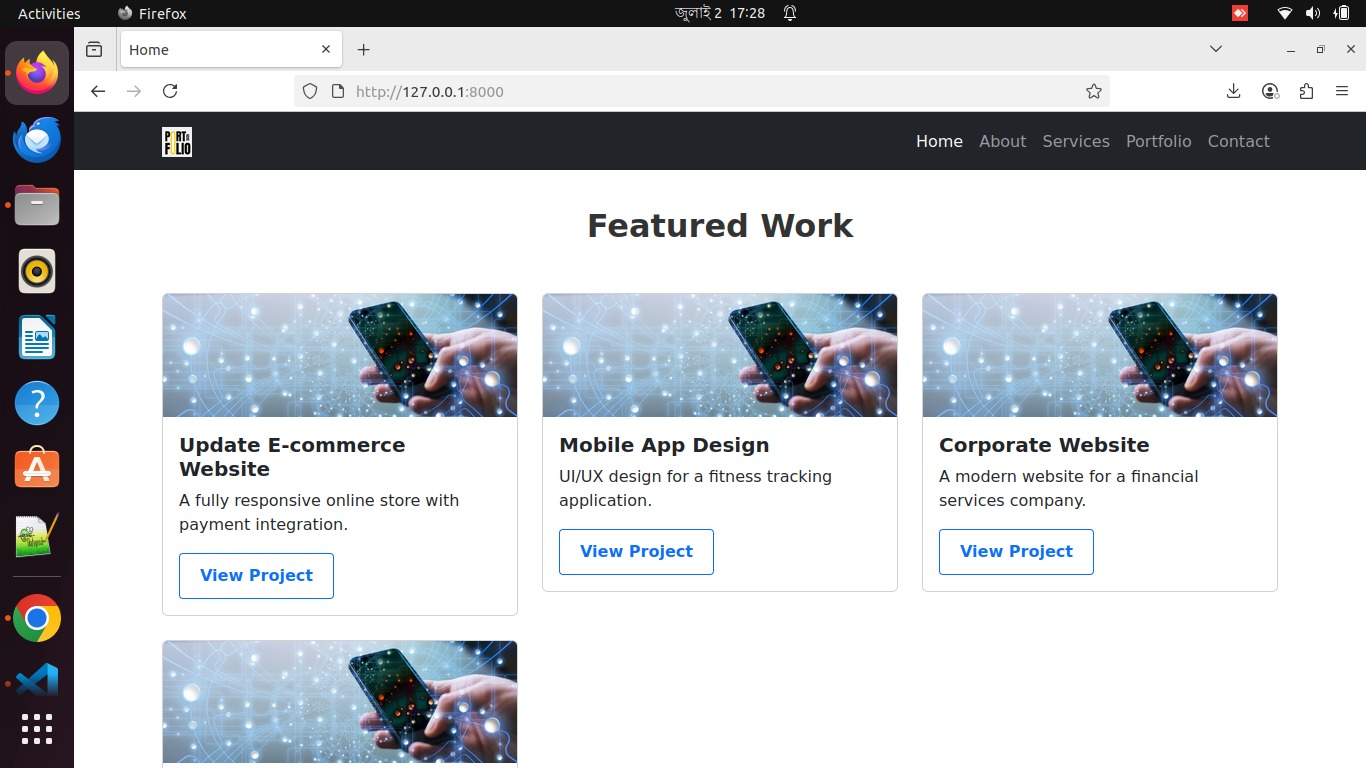 Activities
Firefox
জুলাই 2 17:28
Home
http://127.0.0.1:8000
PORT
FOLIO
Home About Services Portfolio Contact
Featured Work
Update E-commerce
Website
A fully responsive online store with
payment integration.
View Project
Mobile App Design
UI/UX design for a fitness tracking
application.
View Project
Corporate Website
A modern website for a financial
services company.
View Project